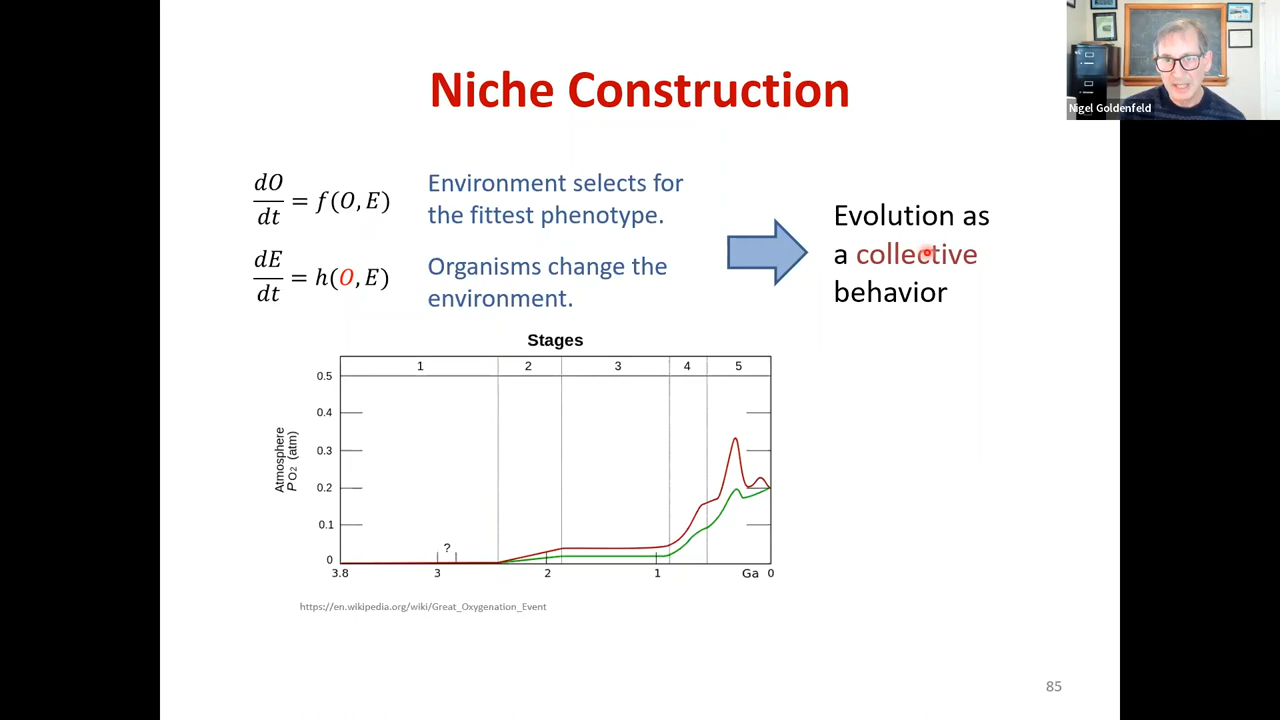 Niche Construction
Nigel Goldenfeld
dO/dt = f(O, E)
Environment selects for
the fittest phenotype.
dE/dt = h(O, E)
Organisms change the
environment.
Evolution as
a collective
behavior
Stages
1 2 3 4 5
0.5
0.4
0.3
0.2
0.1
0
Atmosphere
PO2 (atm)
?
3.8 3 2 1 Ga 0
https://en.wikipedia.org/wiki/Great_Oxygenation_Event
85